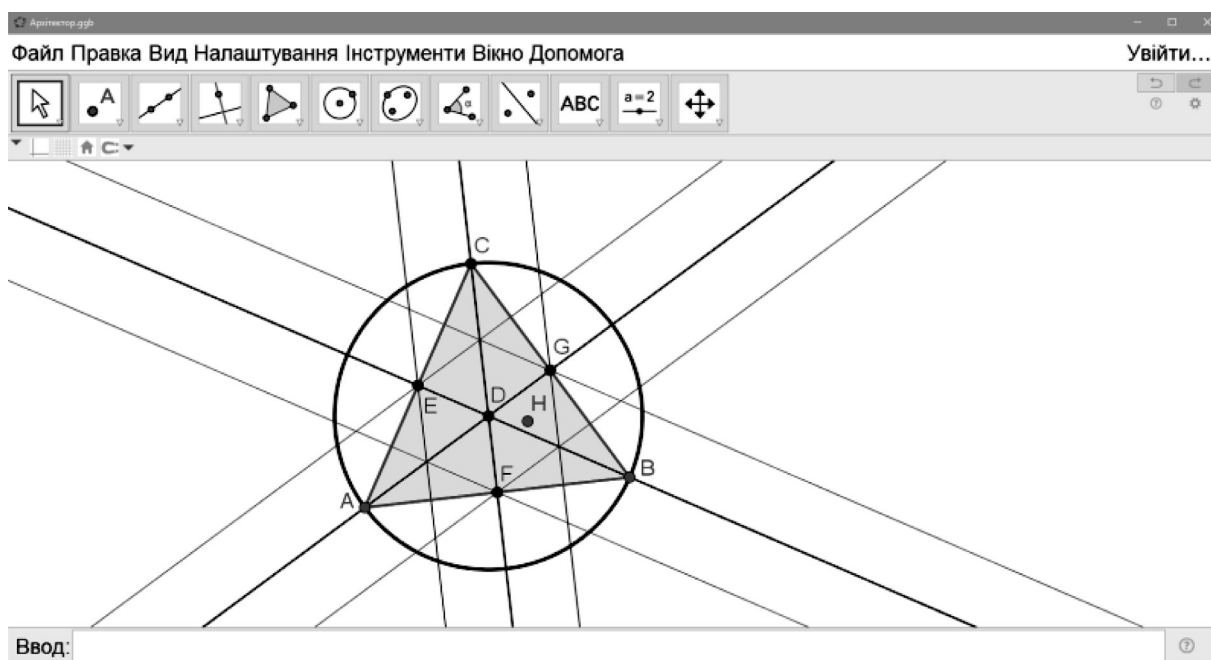 Архітектор.ggb
Файл Правка Вид Налаштування Інструменти Вікно Допомога Увійти...
A α ABC a=2
C
G
D H
E
F B
A
Ввод: